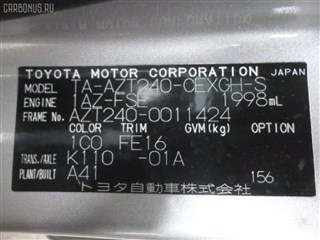 CARBONUS.RU
TOYOTA MOTOR CORPORATION JAPAN
MODEL TA-AZT240-CEXGH-S
ENGINE 1AZ-FSE 1998mL
FRAME No. AZT240-0011424
COLOR TRIM GVM(kg) OPTION
1C0 FE16
TRANS./AXLE K110 -01A
PLANT/BUILT A41 156
トヨタ自動車株式会社